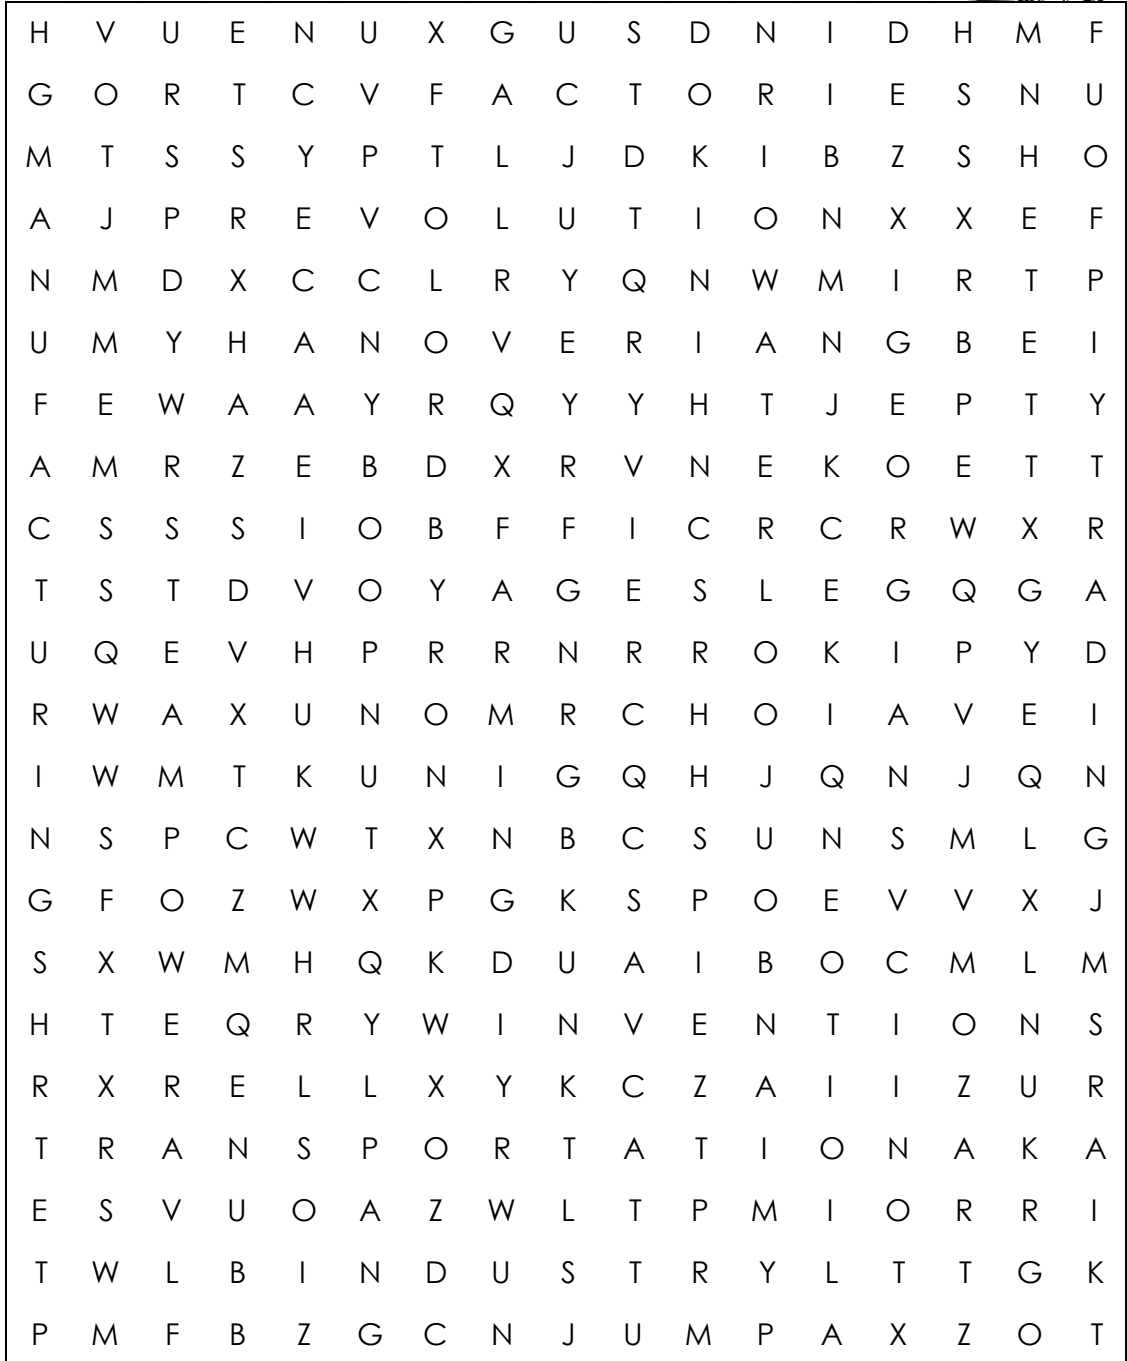 H V U E N U X G U S D N I D H M F
G O R T C V F A C T O R I E S N U
M T S S Y P T L J D K I B Z S H O
A J P R E V O L U T I O N X X E F
N M D X C C L R Y Q N W M I R T P
U M Y H A N O V E R I A N G B E I
F E W A A Y R Q Y Y H T J E P T Y
A M R Z E B D X R V N E K O E T T
C S S S I O B F F I C R C R W X R
T S T D V O Y A G E S L E G Q G A
U Q E V H P R R N R R O K I P Y D
R W A X U N O M R C H O I A V E I
I W M T K U N I G Q H J Q N J Q N
N S P C W T X N B C S U N S M L G
G F O Z W X P G K S P O E V V X J
S X W M H Q K D U A I B O C M L M
H T E Q R Y W I N V E N T I O N S
R X R E L L X Y K C Z A I I Z U R
T R A N S P O R T A T I O N A K A
E S V U O A Z W L T P M I O R R I
T W L B I N D U S T R Y L T T G K
P M F B Z G C N J U M P A X Z O T